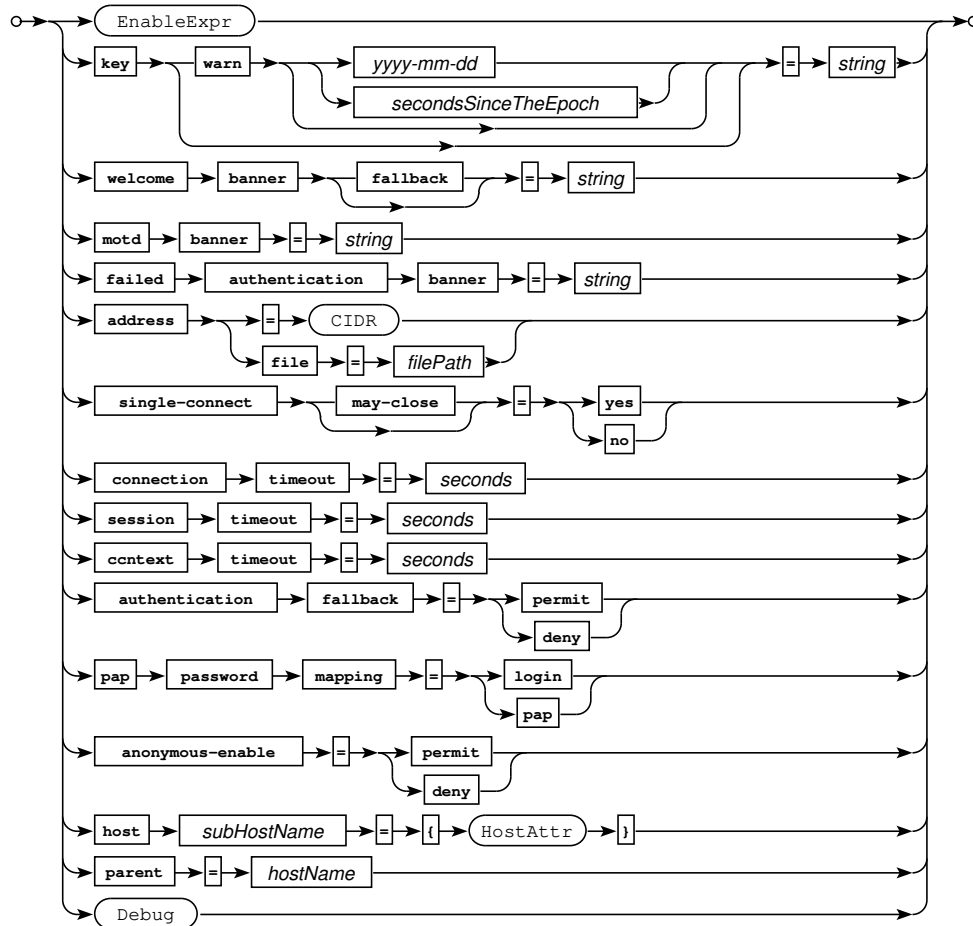 EnableExpr
key warn yyyy-mm-dd = string
secondsSinceTheEpoch
welcome banner fallback = string
motd banner = string
failed authentication banner = string
address = CIDR
file = filePath
single-connect may-close = yes
no
connection timeout = seconds
session timeout = seconds
ccntext timeout = seconds
authentication fallback = permit
deny
pap password mapping = login
pap
anonymous-enable = permit
deny
host subHostName = { HostAttr }
parent = hostName
Debug